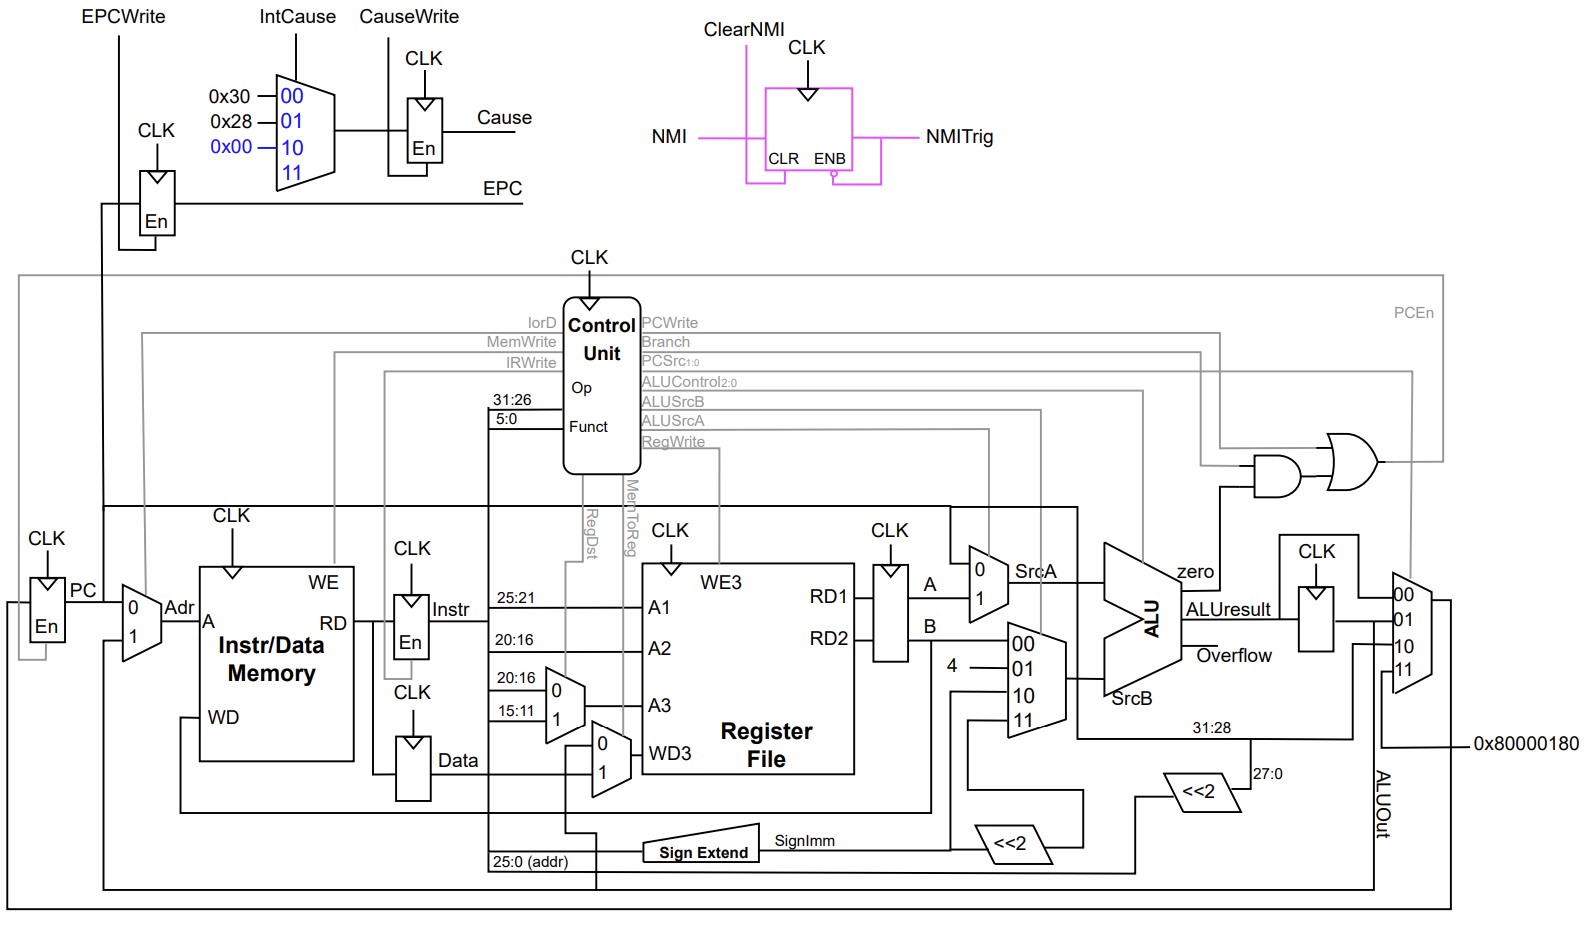 EPCWrite
IntCause
CauseWrite
ClearNMI
CLK
CLK
0x30
00
0x28
01
0x00
10
11
En
Cause
CLK
En
EPC
NMI
CLR
ENB
NMITrig
CLK
Control
Unit
Op
Funct
IorD
MemWrite
IRWrite
31:26
5:0
PCWrite
Branch
PCSrc1:0
ALUControl2:0
ALUSrcB
ALUSrcA
RegWrite
PCEn
RegDst
MemToReg
CLK
PC
En
0
1
Adr
CLK
WE
A
RD
Instr/Data
Memory
WD
CLK
Instr
En
CLK
Data
25:21
20:16
20:16
15:11
0
1
0
1
CLK
WE3
A1
A2
A3
WD3
RD1
RD2
Register
File
CLK
A
B
0
1
SrcA
4
00
01
10
11
SrcB
ALU
zero
ALUresult
Overflow
CLK
00
01
10
11
31:28
27:0
<<2
0x80000180
ALUOut
Sign Extend
SignImm
<<2
25:0 (addr)